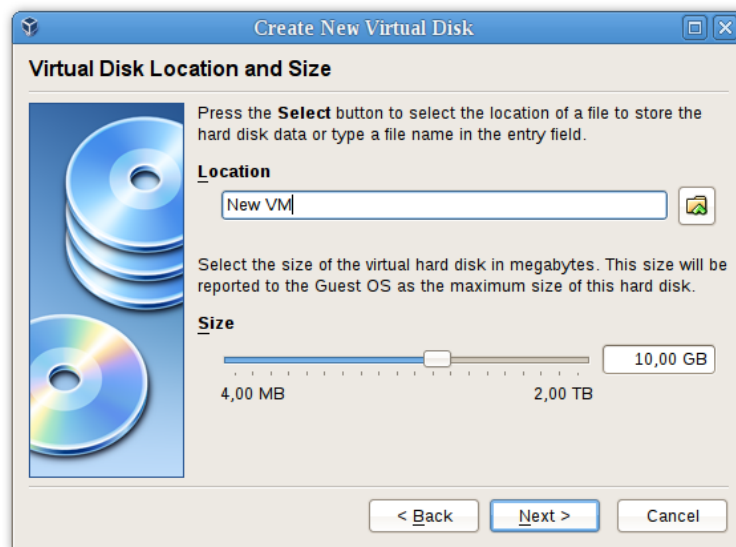 Create New Virtual Disk
Virtual Disk Location and Size
Press the Select button to select the location of a file to store the
hard disk data or type a file name in the entry field.
Location
New VM
Select the size of the virtual hard disk in megabytes. This size will be
reported to the Guest OS as the maximum size of this hard disk.
Size
10,00 GB
4,00 MB 2,00 TB
< Back Next > Cancel